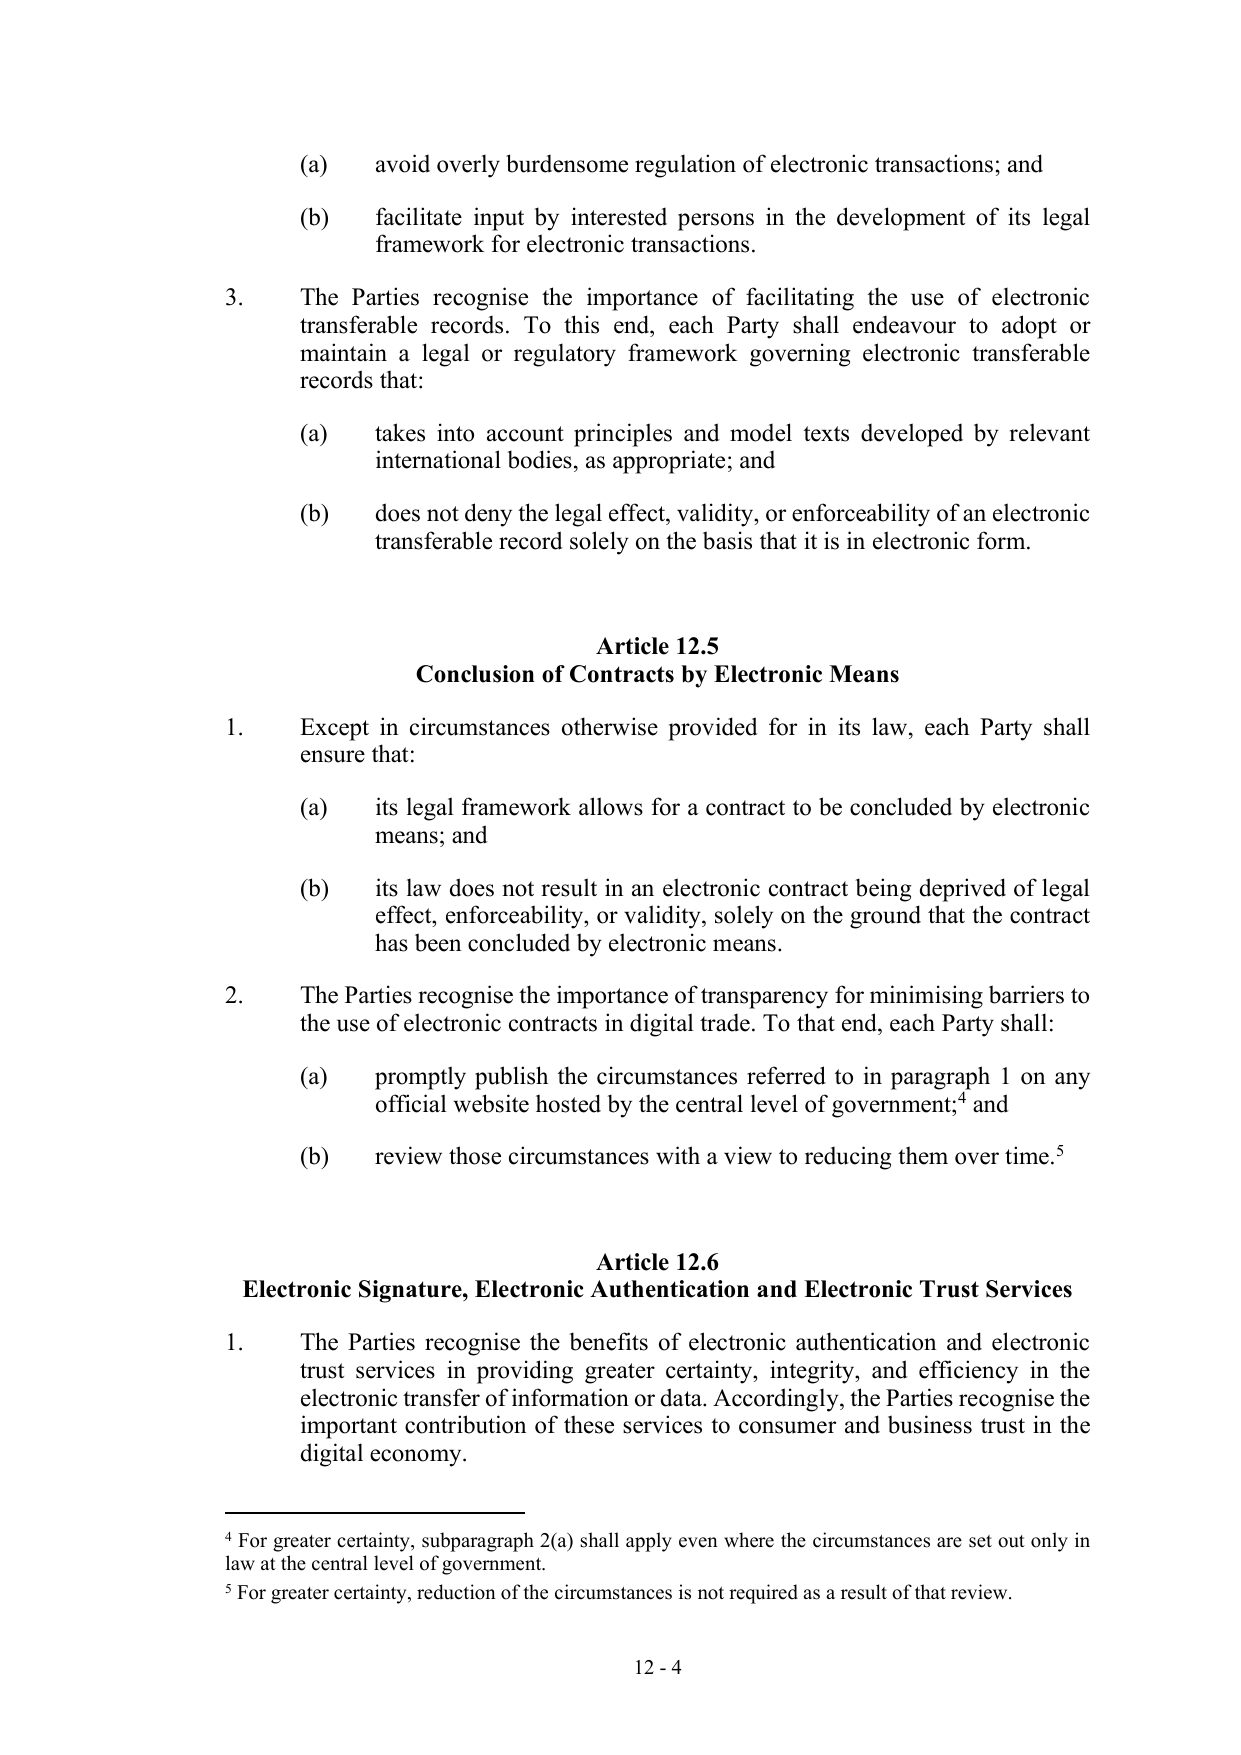 (a) avoid overly burdensome regulation of electronic transactions; and
(b) facilitate input by interested persons in the development of its legal
framework for electronic transactions.
3. The Parties recognise the importance of facilitating the use of electronic
transferable records. To this end, each Party shall endeavour to adopt or
maintain a legal or regulatory framework governing electronic transferable
records that:
(a) takes into account principles and model texts developed by relevant
international bodies, as appropriate; and
(b) does not deny the legal effect, validity, or enforceability of an electronic
transferable record solely on the basis that it is in electronic form.
Article 12.5
Conclusion of Contracts by Electronic Means
1. Except in circumstances otherwise provided for in its law, each Party shall
ensure that:
(a) its legal framework allows for a contract to be concluded by electronic
means; and
(b) its law does not result in an electronic contract being deprived of legal
effect, enforceability, or validity, solely on the ground that the contract
has been concluded by electronic means.
2. The Parties recognise the importance of transparency for minimising barriers to
the use of electronic contracts in digital trade. To that end, each Party shall:
(a) promptly publish the circumstances referred to in paragraph 1 on any
official website hosted by the central level of government;4 and
(b) review those circumstances with a view to reducing them over time.5
Article 12.6
Electronic Signature, Electronic Authentication and Electronic Trust Services
1. The Parties recognise the benefits of electronic authentication and electronic
trust services in providing greater certainty, integrity, and efficiency in the
electronic transfer of information or data. Accordingly, the Parties recognise the
important contribution of these services to consumer and business trust in the
digital economy.
4 For greater certainty, subparagraph 2(a) shall apply even where the circumstances are set out only in
law at the central level of government.
5 For greater certainty, reduction of the circumstances is not required as a result of that review.
12 - 4